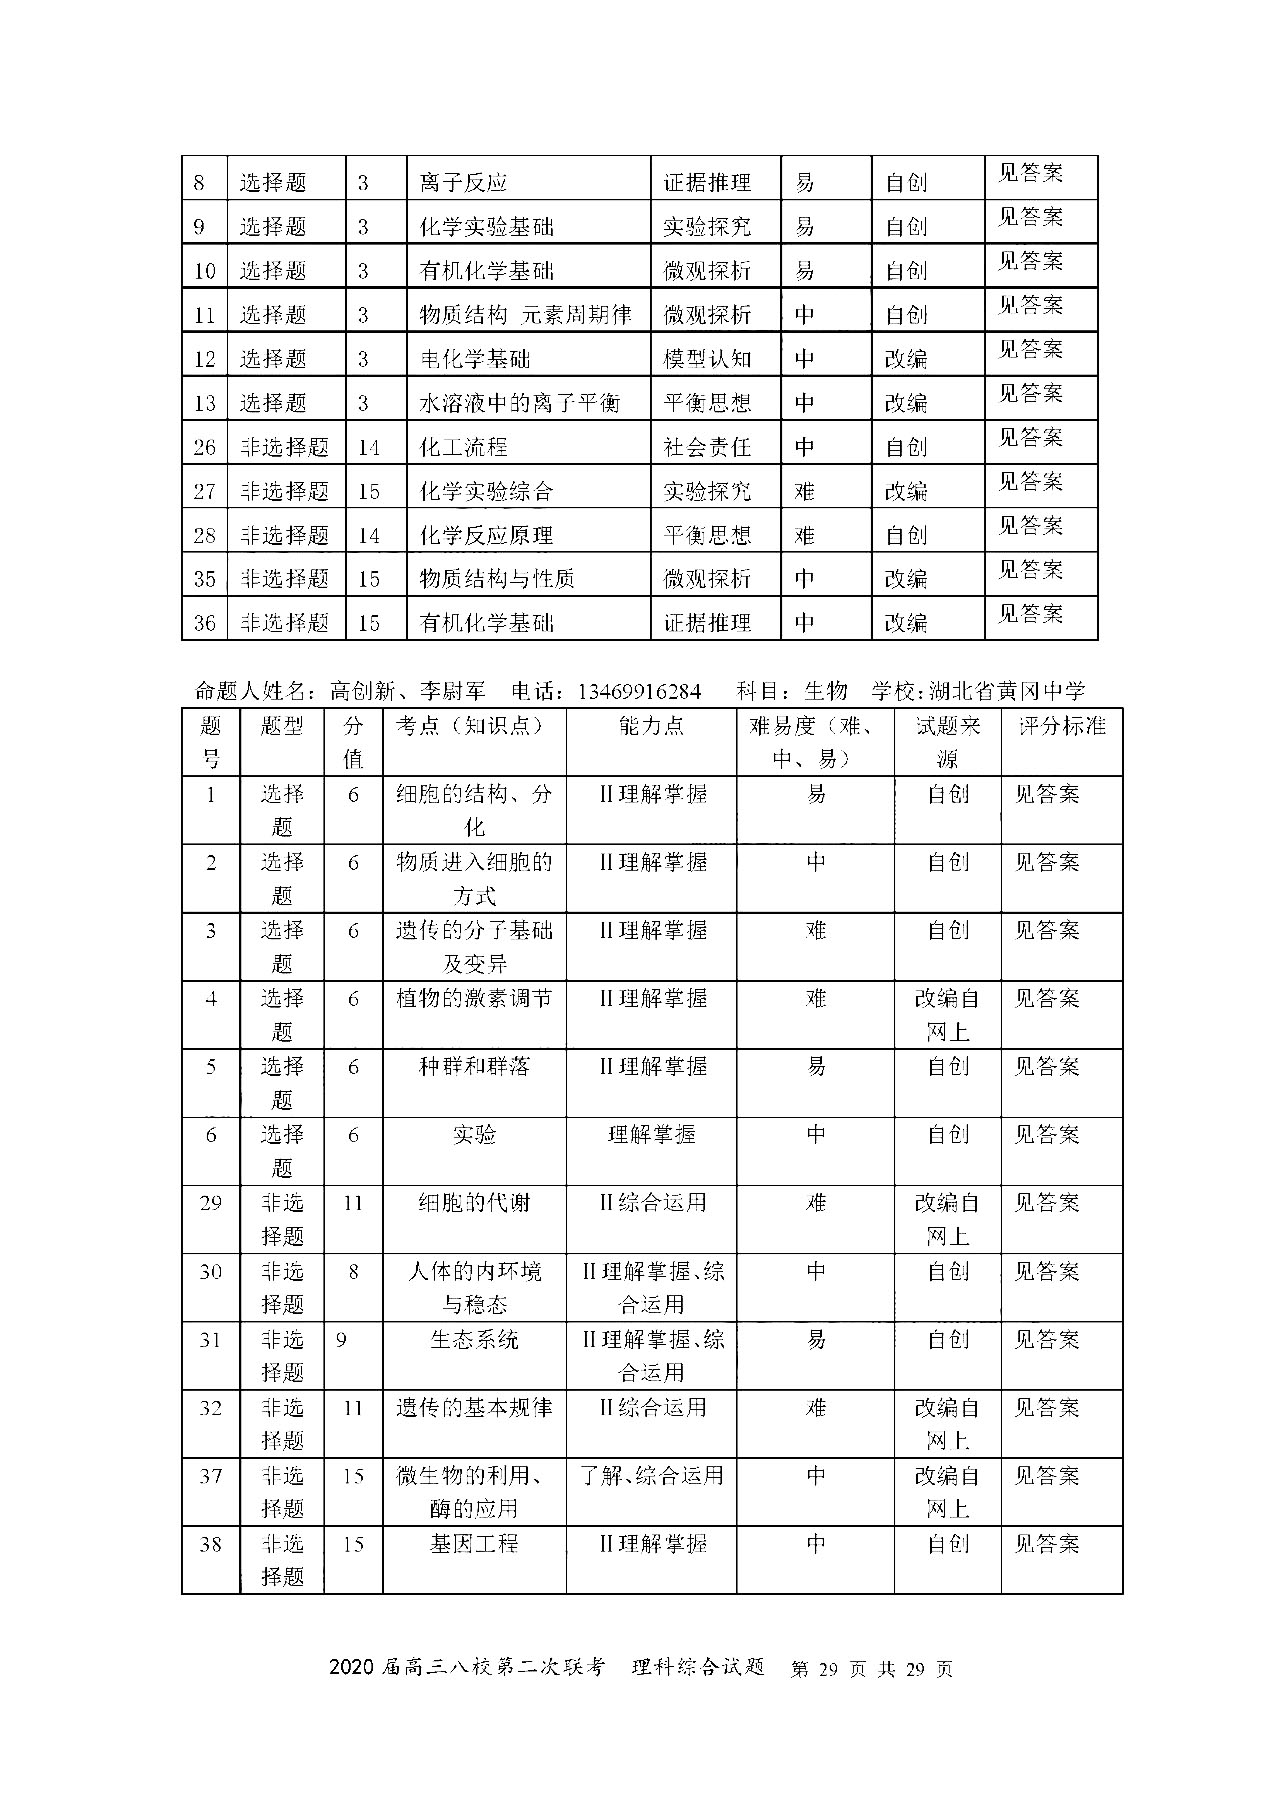 8 选择题 3 离子反应 证据推理 易 自创 见答案
9 选择题 3 化学实验基础 实验探究 易 自创 见答案
10 选择题 3 有机化学基础 微观探析 易 自创 见答案
11 选择题 3 物质结构 元素周期律 微观探析 中 自创 见答案
12 选择题 3 电化学基础 模型认知 中 改编 见答案
13 选择题 3 水溶液中的离子平衡 平衡思想 中 改编 见答案
26 非选择题 14 化工流程 社会责任 中 自创 见答案
27 非选择题 15 化学实验综合 实验探究 难 改编 见答案
28 非选择题 14 化学反应原理 平衡思想 难 自创 见答案
35 非选择题 15 物质结构与性质 微观探析 中 改编 见答案
36 非选择题 15 有机化学基础 证据推理 中 改编 见答案
命题人姓名：高创新、李尉军 电话：13469916284 科目：生物 学校:湖北省黄冈中学
题 题型 分 考点（知识点） 能力点 难易度（难、 试题来 评分标准
号 值 中、易） 源
1 选择 6 细胞的结构、分 Ⅱ理解掌握 易 自创 见答案
题 化
2 选择 6 物质进入细胞的 Ⅱ理解掌握 中 自创 见答案
题 方式
3 选择 6 遗传的分子基础 Ⅱ理解掌握 难 自创 见答案
题 及变异
4 选择 6 植物的激素调节 Ⅱ理解掌握 难 改编自 见答案
题 网上
5 选择 6 种群和群落 Ⅱ理解掌握 易 自创 见答案
题
6 选择 6 实验 理解掌握 中 自创 见答案
题
29 非选 11 细胞的代谢 Ⅱ综合运用 难 改编自 见答案
择题 网上
30 非选 8 人体的内环境 Ⅱ理解掌握、综 中 自创 见答案
择题 与稳态 合运用
31 非选 9 生态系统 Ⅱ理解掌握、综 易 自创 见答案
择题 合运用
32 非选 11 遗传的基本规律 Ⅱ综合运用 难 改编自 见答案
择题 网上
37 非选 15 微生物的利用、 了解、综合运用 中 改编自 见答案
择题 酶的应用 网上
38 非选 15 基因工程 Ⅱ理解掌握 中 自创 见答案
择题
2020 届高三八校第二次联考 理科综合试题 第 29 页 共 29 页